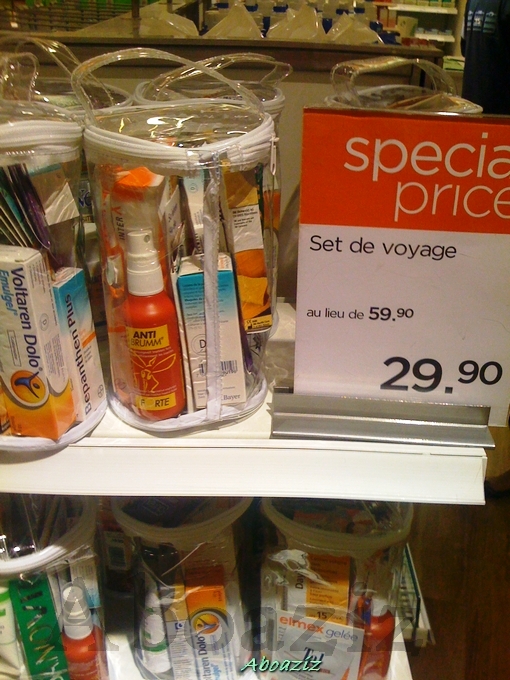 special
price
Set de voyage
au lieu de 59.90
29.90
Voltaren Dolo
Emulgel
Bepanthen Plus
ANTI
BRUMM
FORTE
Bayer
elmex gelée
Aboaziz
Aboaziz